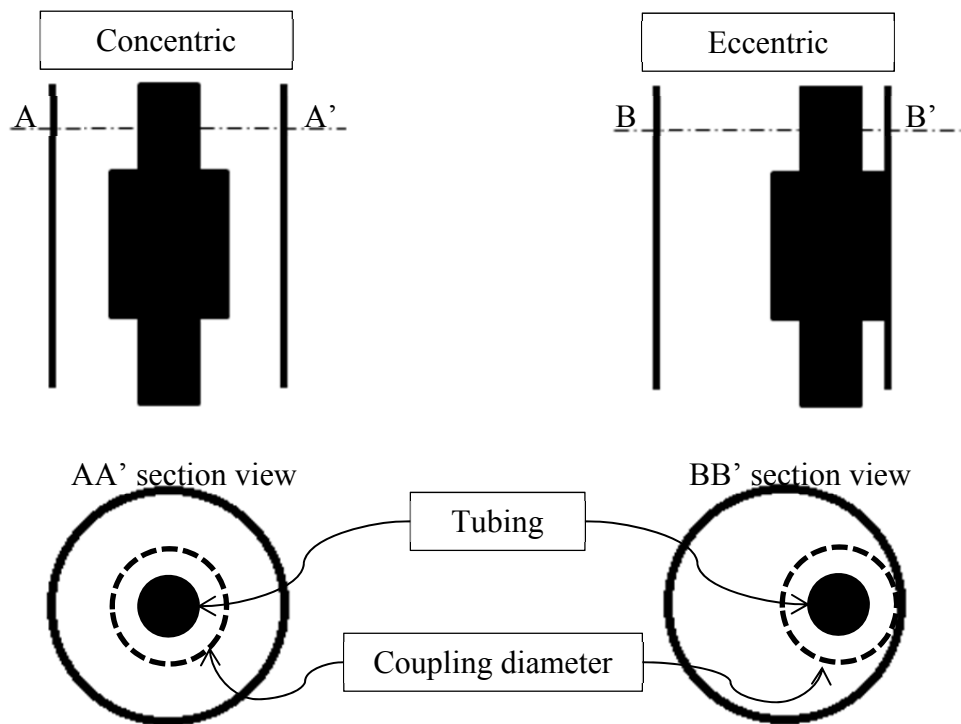 Concentric
Eccentric
A
A’
B
B’
AA’ section view
BB’ section view
Tubing
Coupling diameter